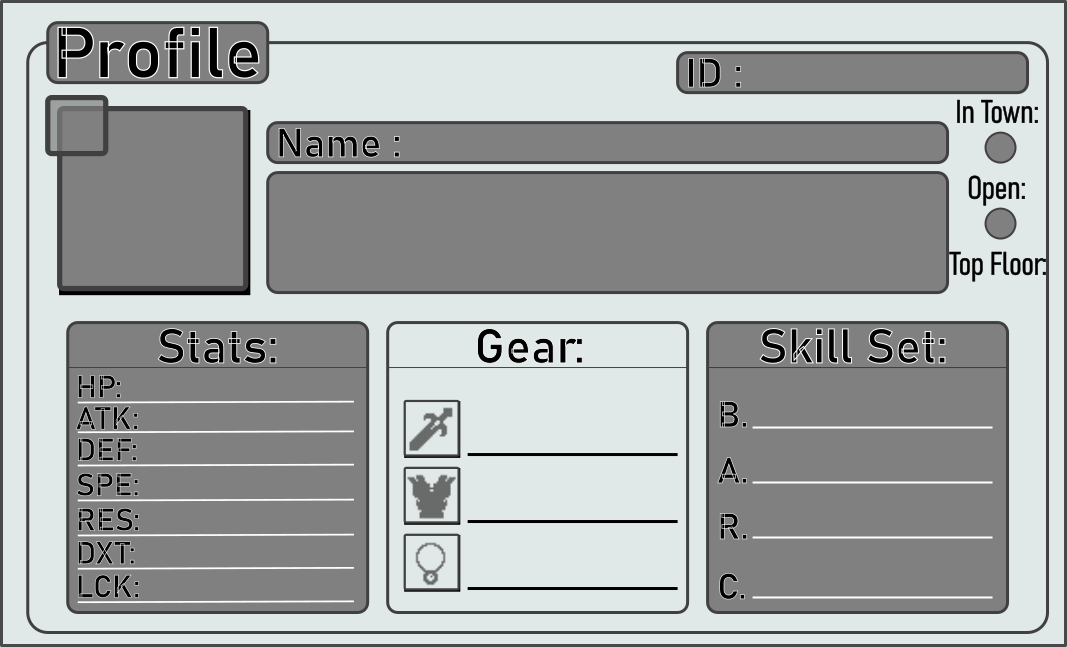 Profile
ID :
Name :
In Town:
Open:
Top Floor:
Stats:
HP:
ATK:
DEF:
SPE:
RES:
DXT:
LCK:
Gear:
Skill Set:
B.
A.
R.
C.